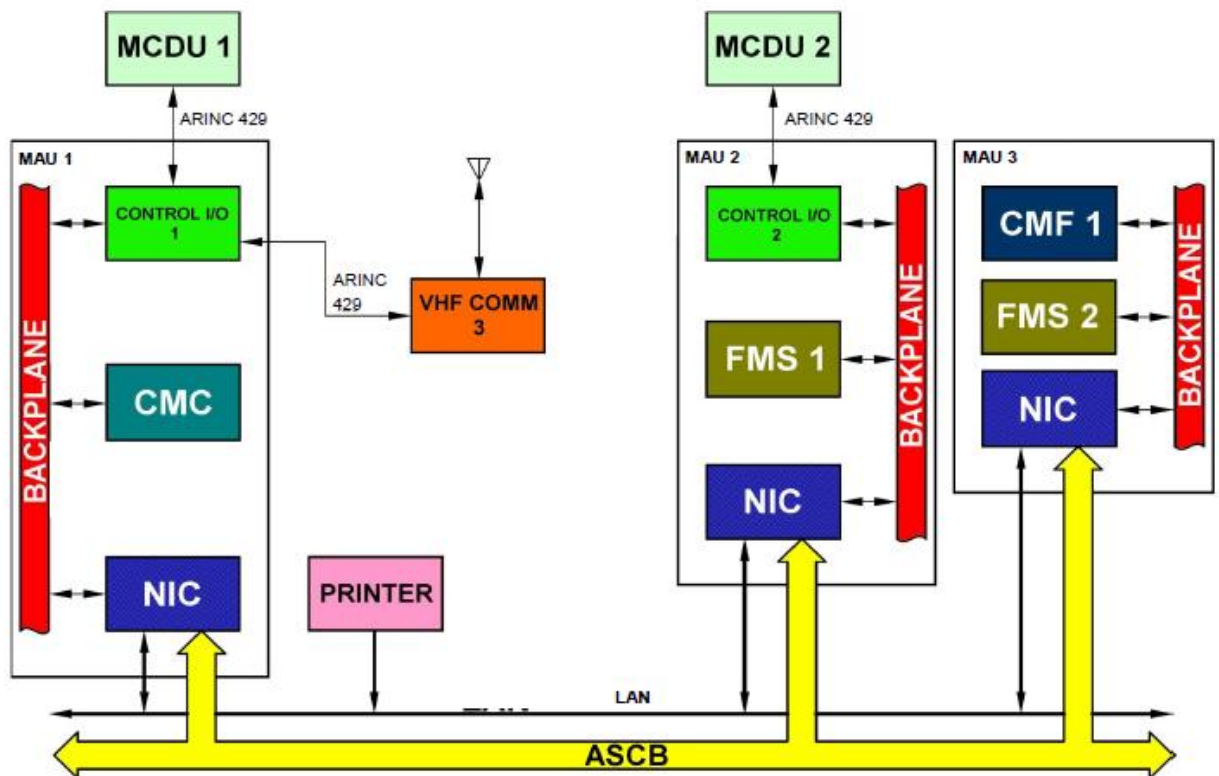 MCDU 1
MCDU 2
ARINC 429
ARINC 429
MAU 1
MAU 2
MAU 3
CONTROL I/O
1
CONTROL I/O
2
CMF 1
ARINC
429
VHF COMM
3
FMS 2
FMS 1
BACKPLANE
BACKPLANE
BACKPLANE
CMC
NIC
NIC
NIC
PRINTER
LAN
ASCB